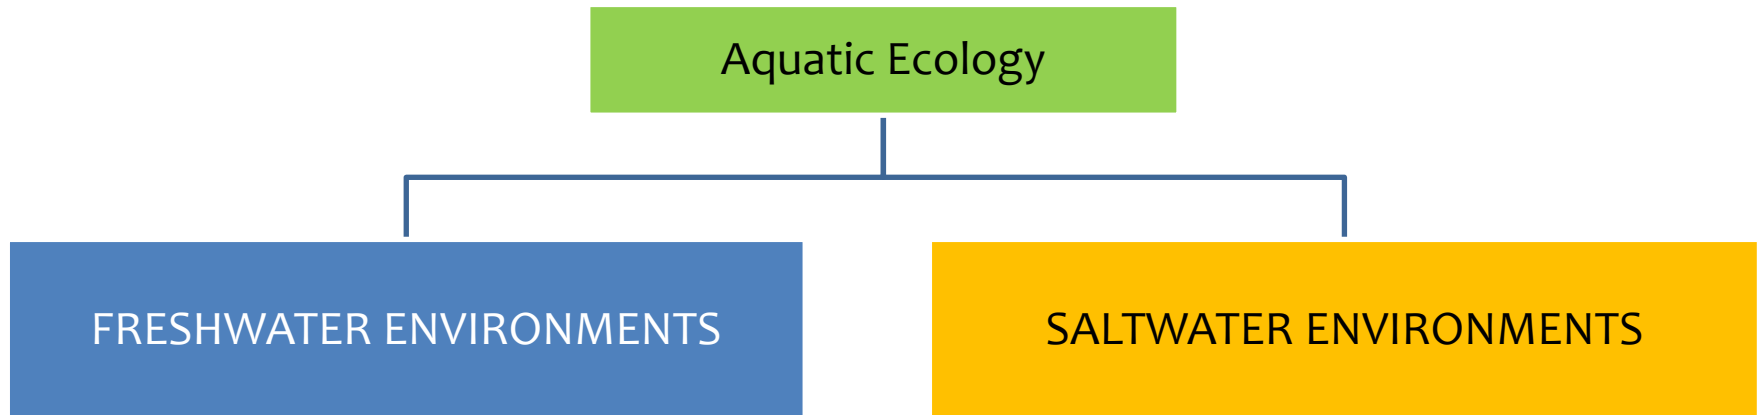 Aquatic Ecology
FRESHWATER ENVIRONMENTS
SALTWATER ENVIRONMENTS